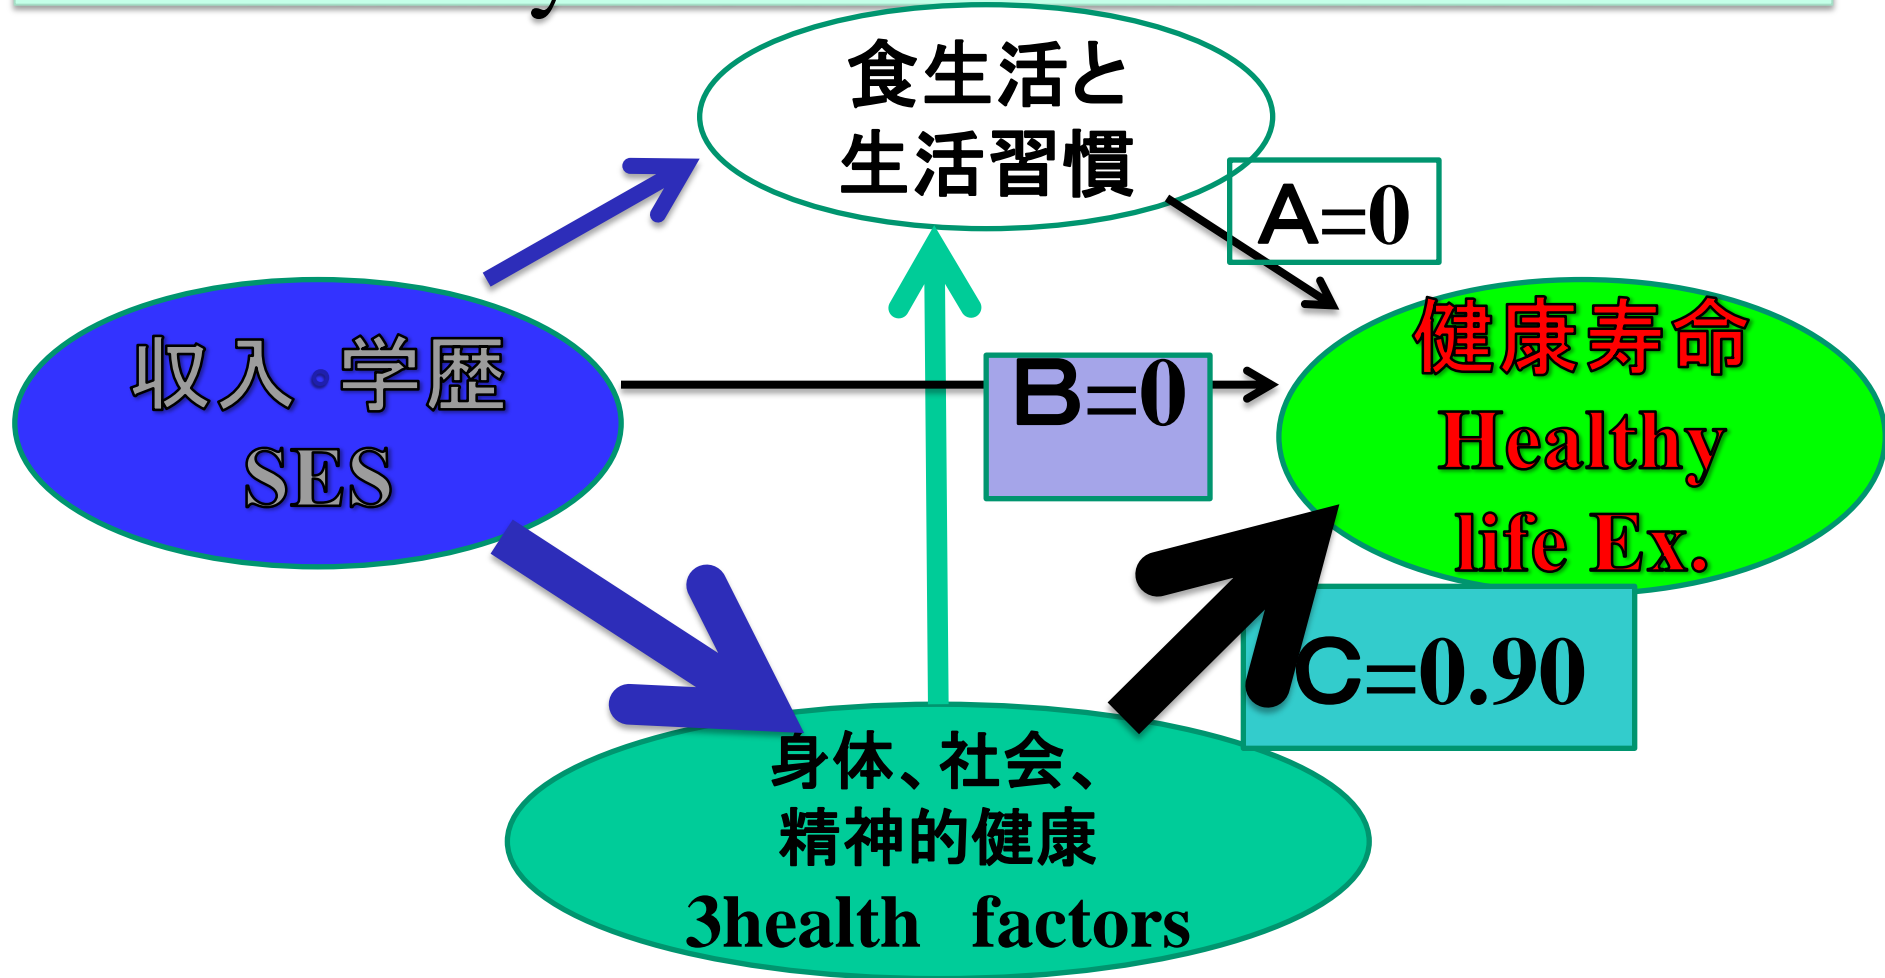 食生活と
生活習慣
A=0
収入・学歴
SES
B=0
健康寿命
Healthy
life Ex.
C=0.90
身体、社会、
精神的健康
3health factors